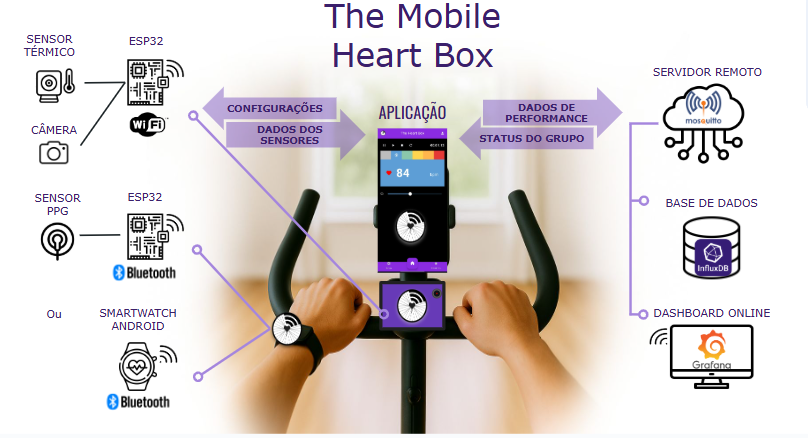 The Mobile
Heart Box
SENSOR
TÉRMICO
ESP32
WiFi
CÂMERA
SENSOR
PPG
ESP32
Bluetooth
Ou
SMARTWATCH
ANDROID
Bluetooth
CONFIGURAÇÕES
DADOS DOS
SENSORES
APLICAÇÃO
84
DADOS DE
PERFORMANCE
STATUS DO GRUPO
SERVIDOR REMOTO
mosquitto
BASE DE DADOS
InfluxDB
DASHBOARD ONLINE
Grafana